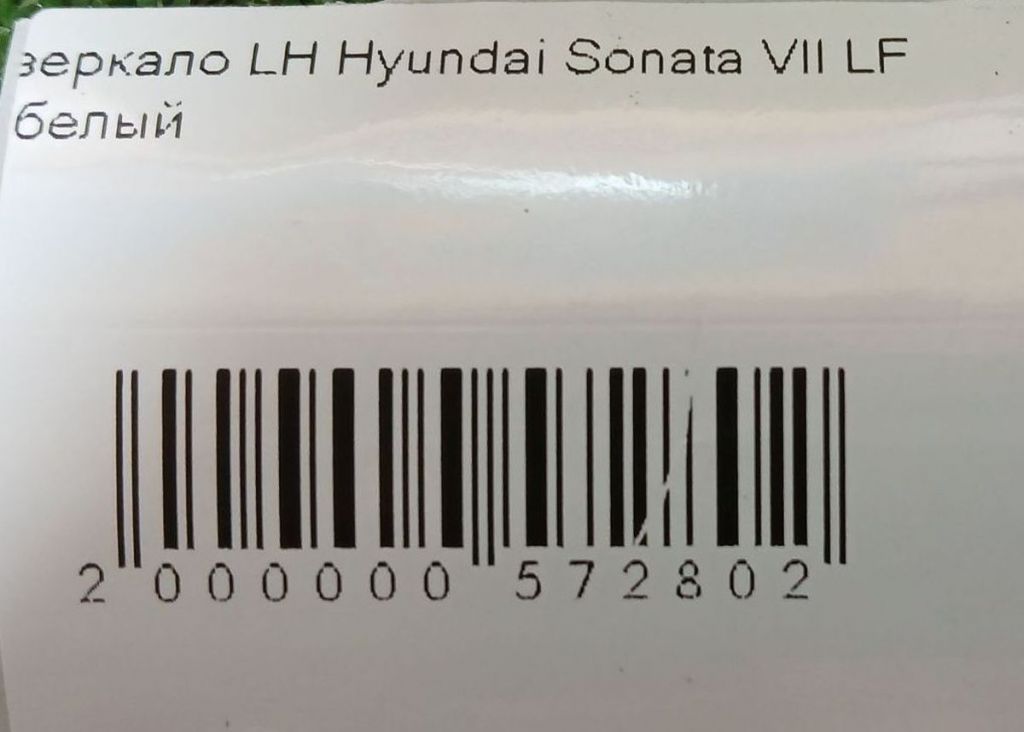 зеркало LH Hyundai Sonata VII LF
белый
2 000000 572802